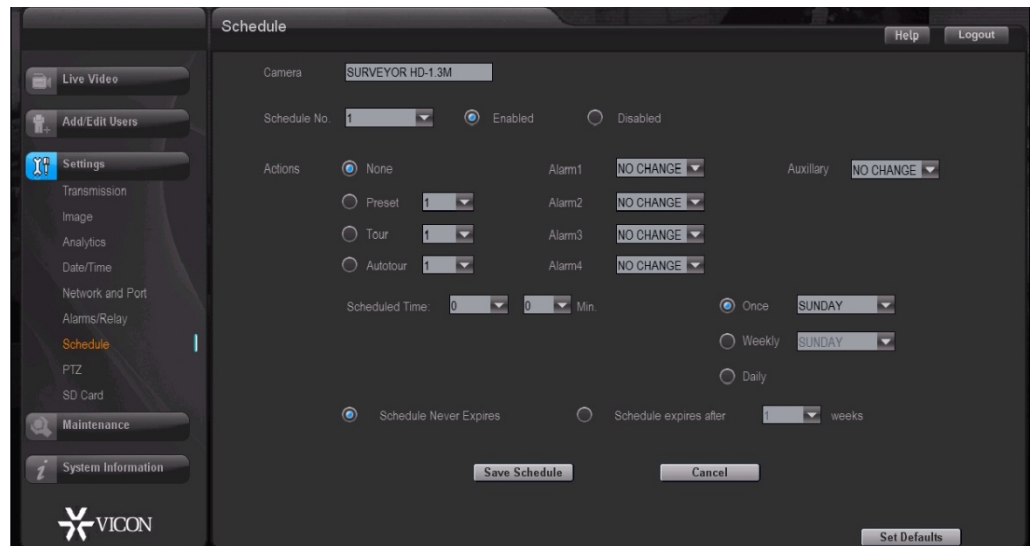 Schedule
Help
Logout
Live Video
Add/Edit Users
Settings
Transmission
Image
Analytics
Date/Time
Network and Port
Alarms/Relay
Schedule
PTZ
SD Card
Maintenance
System Information
VICON
Camera SURVEYOR HD-1.3M
Schedule No. 1 Enabled Disabled
Actions None Alarm1 NO CHANGE Auxillary NO CHANGE
Preset 1 Alarm2 NO CHANGE
Tour 1 Alarm3 NO CHANGE
Autotour 1 Alarm4 NO CHANGE
Scheduled Time: 0 0 Min. Once SUNDAY
Weekly SUNDAY
Daily
Schedule Never Expires Schedule expires after 1 weeks
Save Schedule Cancel
Set Defaults